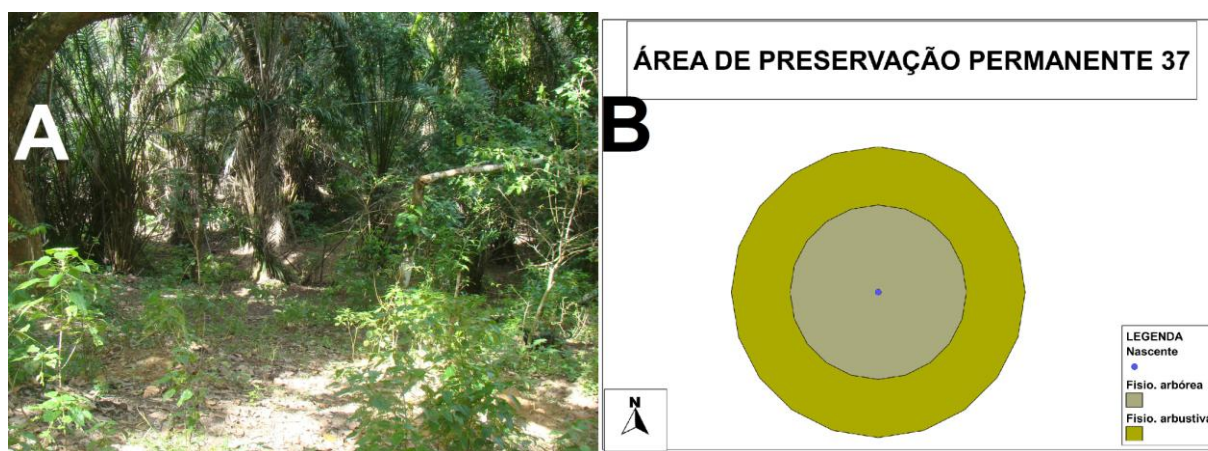 A
ÁREA DE PRESERVAÇÃO PERMANENTE 37
B
LEGENDA
Nascente
Fisio. arbórea
Fisio. arbustiva
N